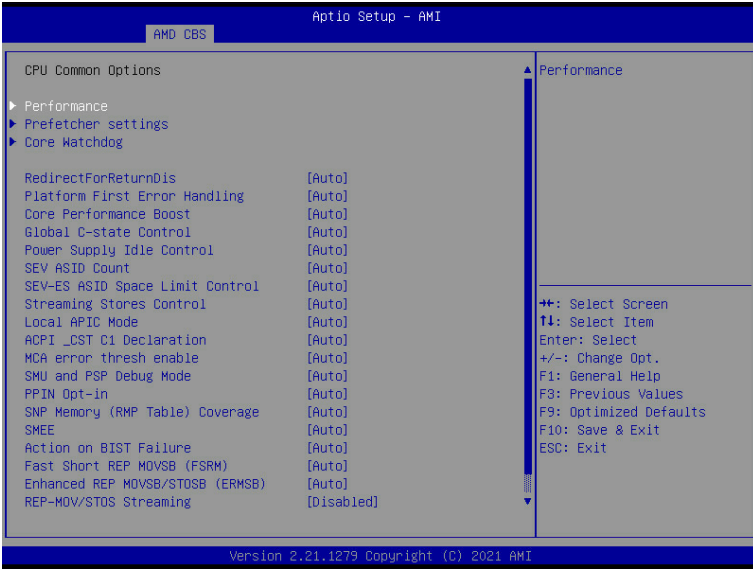 Aptio Setup - AMI
AMD CBS
CPU Common Options
Performance
Prefetcher settings
Core Watchdog
RedirectForReturnDis [Auto]
Platform First Error Handling [Auto]
Core Performance Boost [Auto]
Global C-state Control [Auto]
Power Supply Idle Control [Auto]
SEV ASID Count [Auto]
SEV-ES ASID Space Limit Control [Auto]
Streaming Stores Control [Auto]
Local APIC Mode [Auto]
ACPI _CST C1 Declaration [Auto]
MCA error thresh enable [Auto]
SMU and PSP Debug Mode [Auto]
PPIN Opt-in [Auto]
SNP Memory (RMP Table) Coverage [Auto]
SMEE [Auto]
Action on BIST Failure [Auto]
Fast Short REP MOVSB (FSRM) [Auto]
Enhanced REP MOVSB/STOSB (ERMSB) [Auto]
REP-MOV/STOS Streaming [Disabled]
Performance
→←: Select Screen
↑↓: Select Item
Enter: Select
+/-: Change Opt.
F1: General Help
F3: Previous Values
F9: Optimized Defaults
F10: Save & Exit
ESC: Exit
Version 2.21.1279 Copyright (C) 2021 AMI